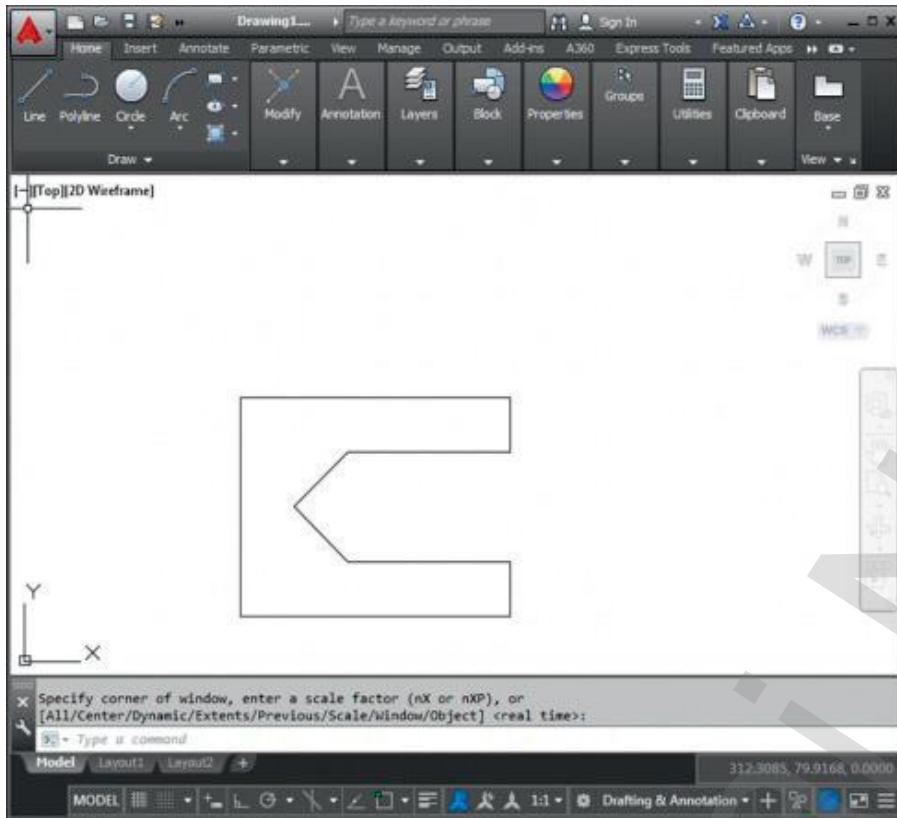 Drawing1.... Type a keyword or phrase Sign In
Home Insert Annotate Parametric View Manage Output Add-ins A360 Express Tools Featured Apps
Line Polyline Circle Arc Modify Annotation Layers Block Properties Groups Utilities Clipboard Base
Draw View
[−][Top][2D Wireframe]
N
W TOP E
S
WCS
Y
X
Specify corner of window, enter a scale factor (nX or nXP), or
[All/Center/Dynamic/Extents/Previous/Scale/Window/Object] <real time>:
Type a command
Model Layout1 Layout2 +
312.3085, 79.9168, 0.0000
MODEL 1:1 Drafting & Annotation